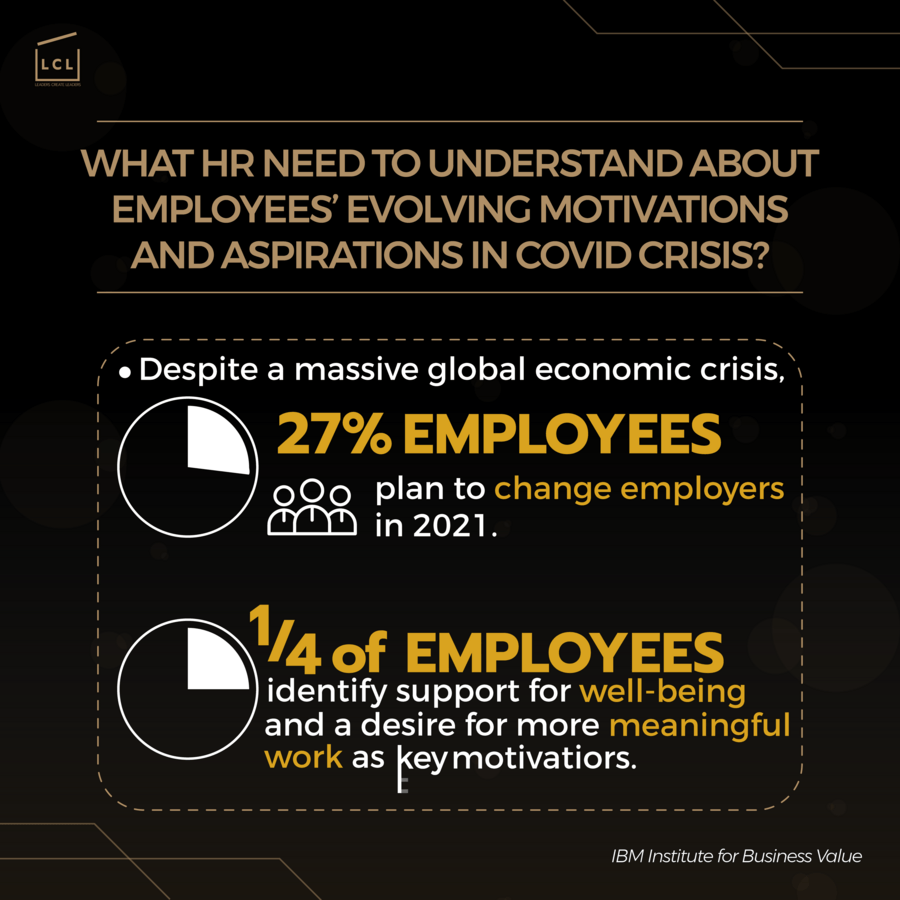 LCL
LEADERS CREATE LEADERS
WHAT HR NEED TO UNDERSTAND ABOUT
EMPLOYEES’ EVOLVING MOTIVATIONS
AND ASPIRATIONS IN COVID CRISIS?
• Despite a massive global economic crisis,
27% EMPLOYEES
plan to change employers
in 2021.
1/4 of EMPLOYEES
identify support for well-being
and a desire for more meaningful
work as key motivatiors.
IBM Institute for Business Value